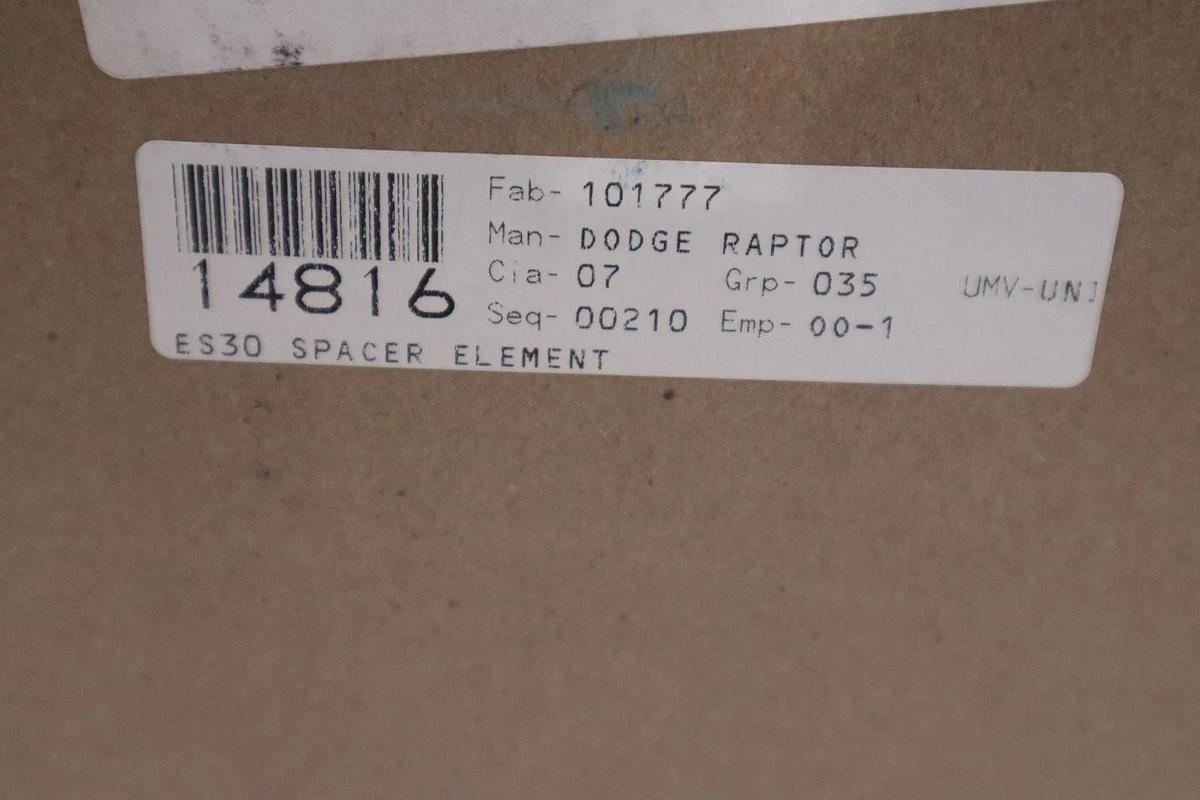 Fab- 101777
Man- DODGE RAPTOR
Cia- 07 Grp- 035 UMV-UNI
Seq- 00210 Emp- 00-1
14816
ES30 SPACER ELEMENT